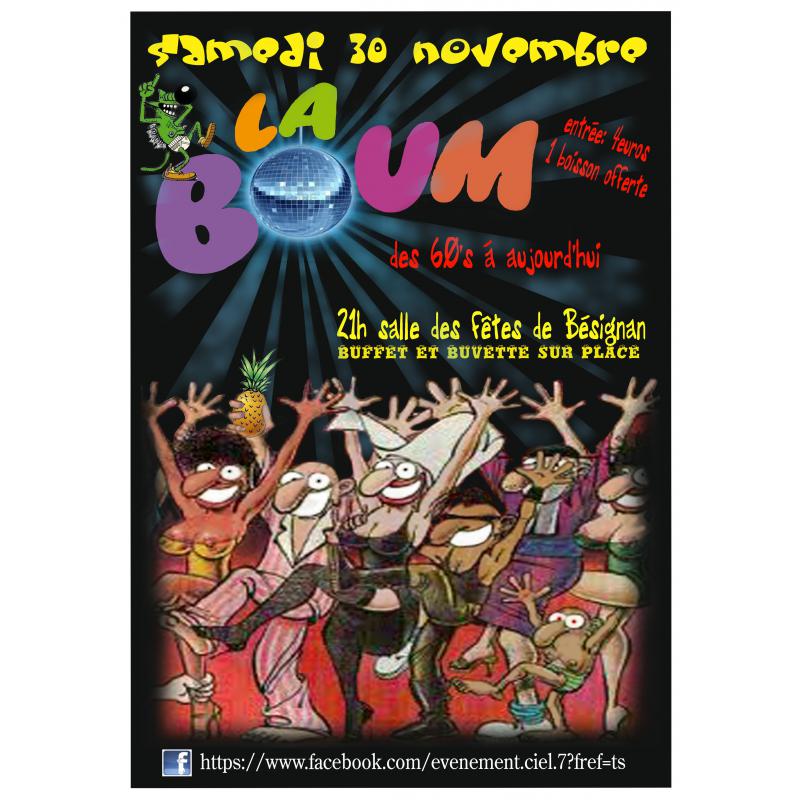 samedi 30 novembre
LA
BOUM
entrée: 4euros
1 boisson offerte
des 60's á aujourd'hui
21h salle des fêtes de Bésignan
BUFFET ET BUVETTE SUR PLACE
f https://www.facebook.com/evenement.ciel.7?fref=ts